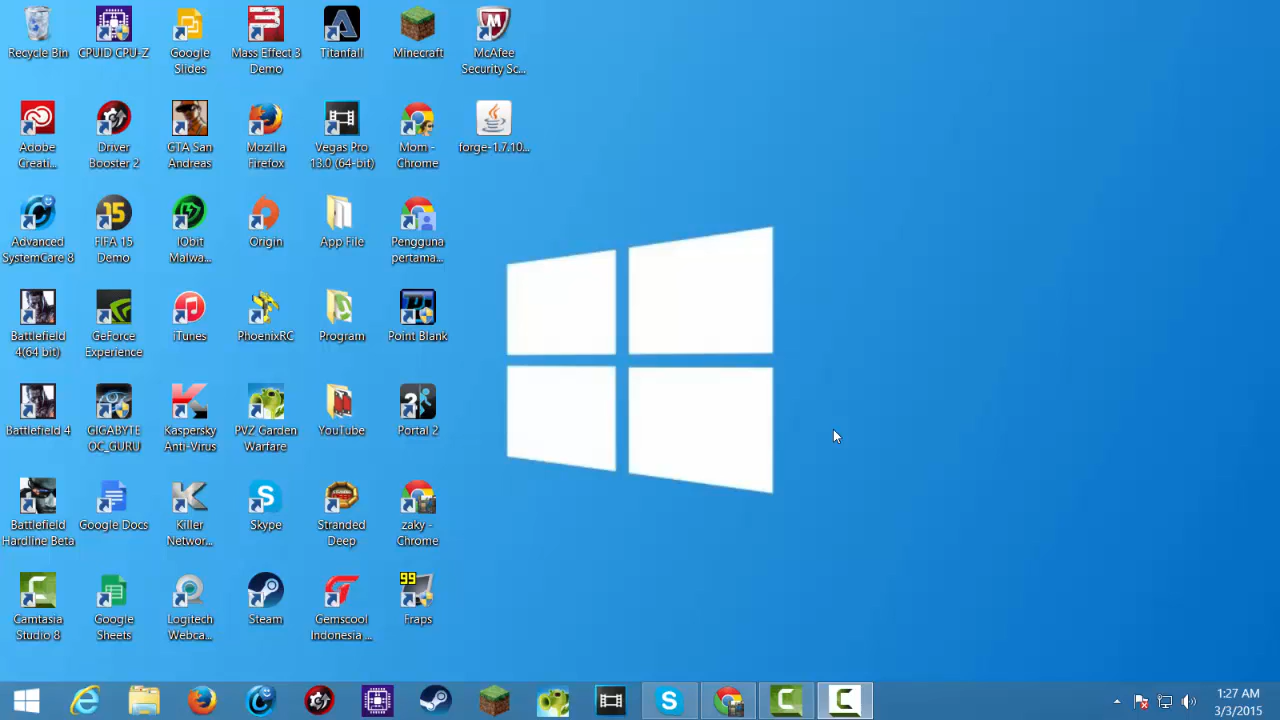 Recycle Bin
CPUID CPU-Z
Google
Slides
Mass Effect 3
Demo
Titanfall
Minecraft
McAfee
Security Sc...
Adobe
Creati...
Driver
Booster 2
GTA San
Andreas
Mozilla
Firefox
Vegas Pro
13.0 (64-bit)
Mom -
Chrome
forge-1.7.10...
Advanced
SystemCare 8
15
FIFA 15
Demo
IObit
Malwa...
Origin
App File
Pengguna
pertama...
Battlefield
4(64 bit)
GeForce
Experience
iTunes
PhoenixRC
Program
Point Blank
Battlefield 4
GIGABYTE
OC_GURU
Kaspersky
Anti-Virus
PVZ Garden
Warfare
YouTube
Portal 2
Battlefield
Hardline Beta
Google Docs
Killer
Networ...
Skype
Stranded
Deep
zaky -
Chrome
Camtasia
Studio 8
Google
Sheets
Logitech
Webca...
Steam
Gemscool
Indonesia ...
99
Fraps
1:27 AM
3/3/2015